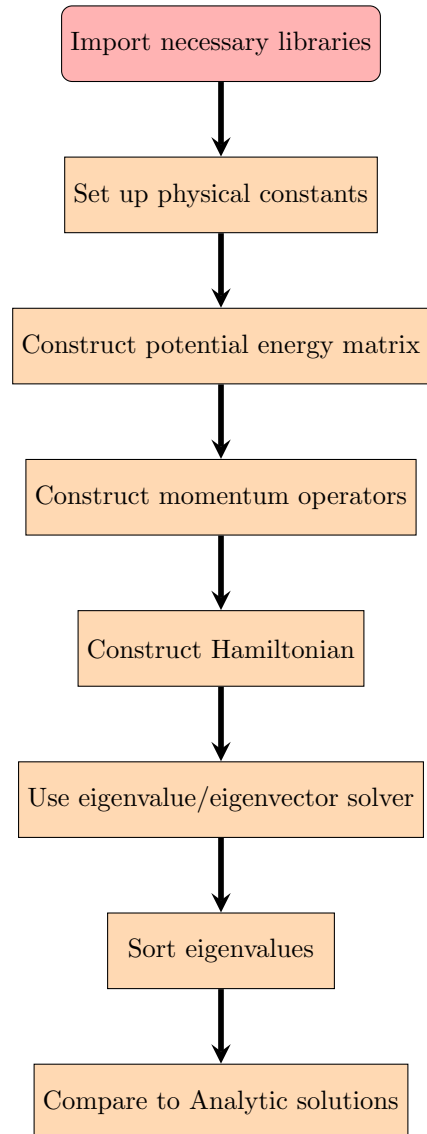 Import necessary libraries
Set up physical constants
Construct potential energy matrix
Construct momentum operators
Construct Hamiltonian
Use eigenvalue/eigenvector solver
Sort eigenvalues
Compare to Analytic solutions